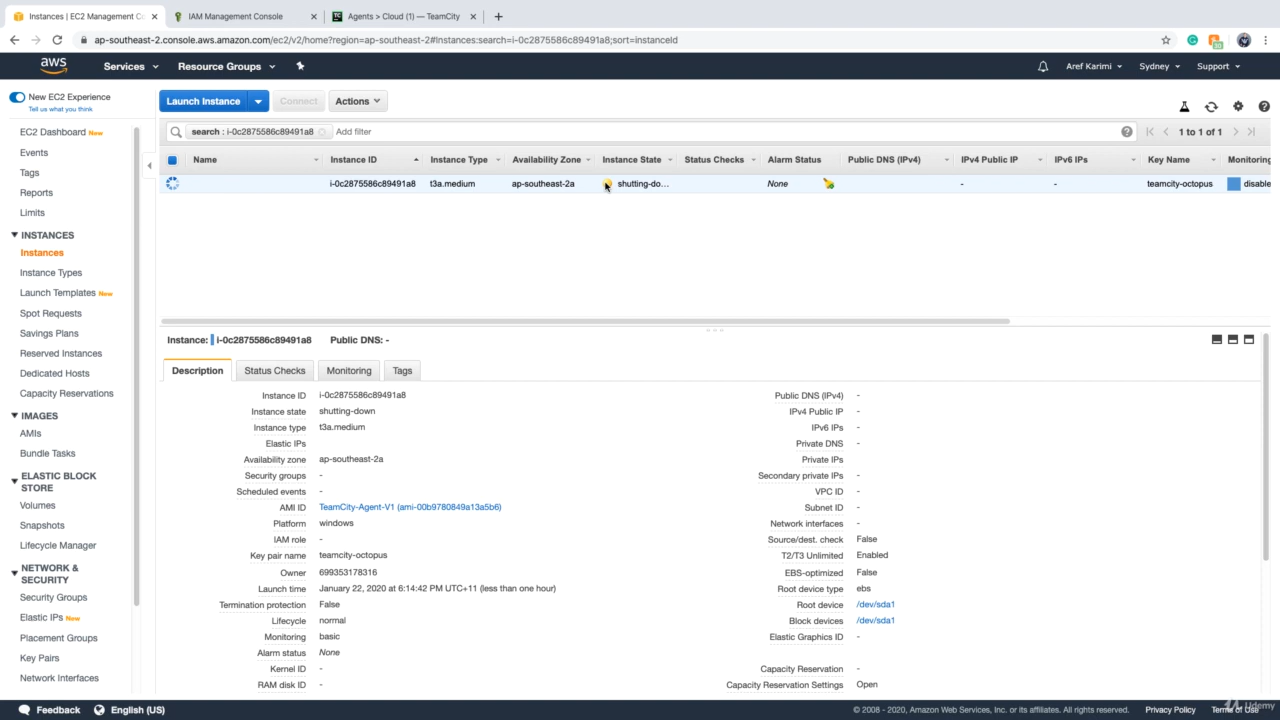 Instances | EC2 Management Co
IAM Management Console
Agents > Cloud (1) — TeamCity
ap-southeast-2.console.aws.amazon.com/ec2/v2/home?region=ap-southeast-2#Instances:search=i-0c2875586c89491a8;sort=instanceId
aws Services Resource Groups Aref Karimi Sydney Support
New EC2 Experience
Tell us what you think
EC2 Dashboard New
Events
Tags
Reports
Limits
INSTANCES
Instances
Instance Types
Launch Templates New
Spot Requests
Savings Plans
Reserved Instances
Dedicated Hosts
Capacity Reservations
IMAGES
AMIs
Bundle Tasks
ELASTIC BLOCK
STORE
Volumes
Snapshots
Lifecycle Manager
NETWORK &
SECURITY
Security Groups
Elastic IPs New
Placement Groups
Key Pairs
Network Interfaces
Launch Instance Connect Actions
search : i-0c2875586c89491a8 Add filter 1 to 1 of 1
Name Instance ID Instance Type Availability Zone Instance State Status Checks Alarm Status Public DNS (IPv4) IPv4 Public IP IPv6 IPs Key Name Monitoring
i-0c2875586c89491a8 t3a.medium ap-southeast-2a shutting-do... None - - teamcity-octopus disable
Instance: i-0c2875586c89491a8 Public DNS: -
Description Status Checks Monitoring Tags
Instance ID i-0c2875586c89491a8 Public DNS (IPv4) -
Instance state shutting-down IPv4 Public IP -
Instance type t3a.medium IPv6 IPs -
Elastic IPs Private DNS -
Availability zone ap-southeast-2a Private IPs
Security groups - Secondary private IPs -
Scheduled events - VPC ID -
AMI ID TeamCity-Agent-V1 (ami-00b9780849a13a5b6) Subnet ID -
Platform windows Network interfaces -
IAM role - Source/dest. check False
Key pair name teamcity-octopus T2/T3 Unlimited Enabled
Owner 699353178316 EBS-optimized False
Launch time January 22, 2020 at 6:14:42 PM UTC+11 (less than one hour) Root device type ebs
Termination protection False Root device /dev/sda1
Lifecycle normal Block devices /dev/sda1
Monitoring basic Elastic Graphics ID -
Alarm status None
Kernel ID - Capacity Reservation -
RAM disk ID - Capacity Reservation Settings Open
Feedback English (US) © 2008 - 2020, Amazon Web Services, Inc. or its affiliates. All rights reserved. Privacy Policy Terms of Use
Udemy